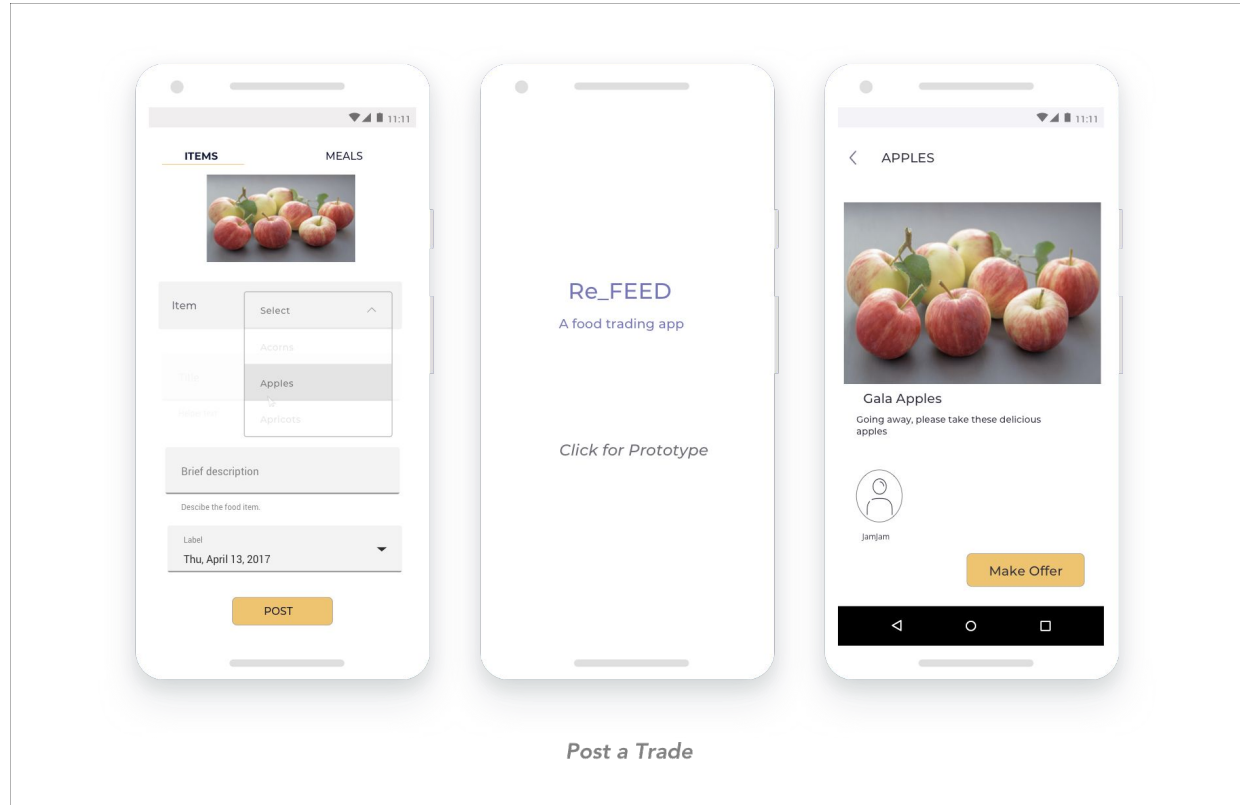 11:11
ITEMS
MEALS
Item
Select
Acorns
Apples
Apricots
Brief description
Descibe the food item.
Label
Thu, April 13, 2017
POST
Re_FEED
A food trading app
Click for Prototype
11:11
APPLES
Gala Apples
Going away, please take these delicious
apples
JamJam
Make Offer
Post a Trade